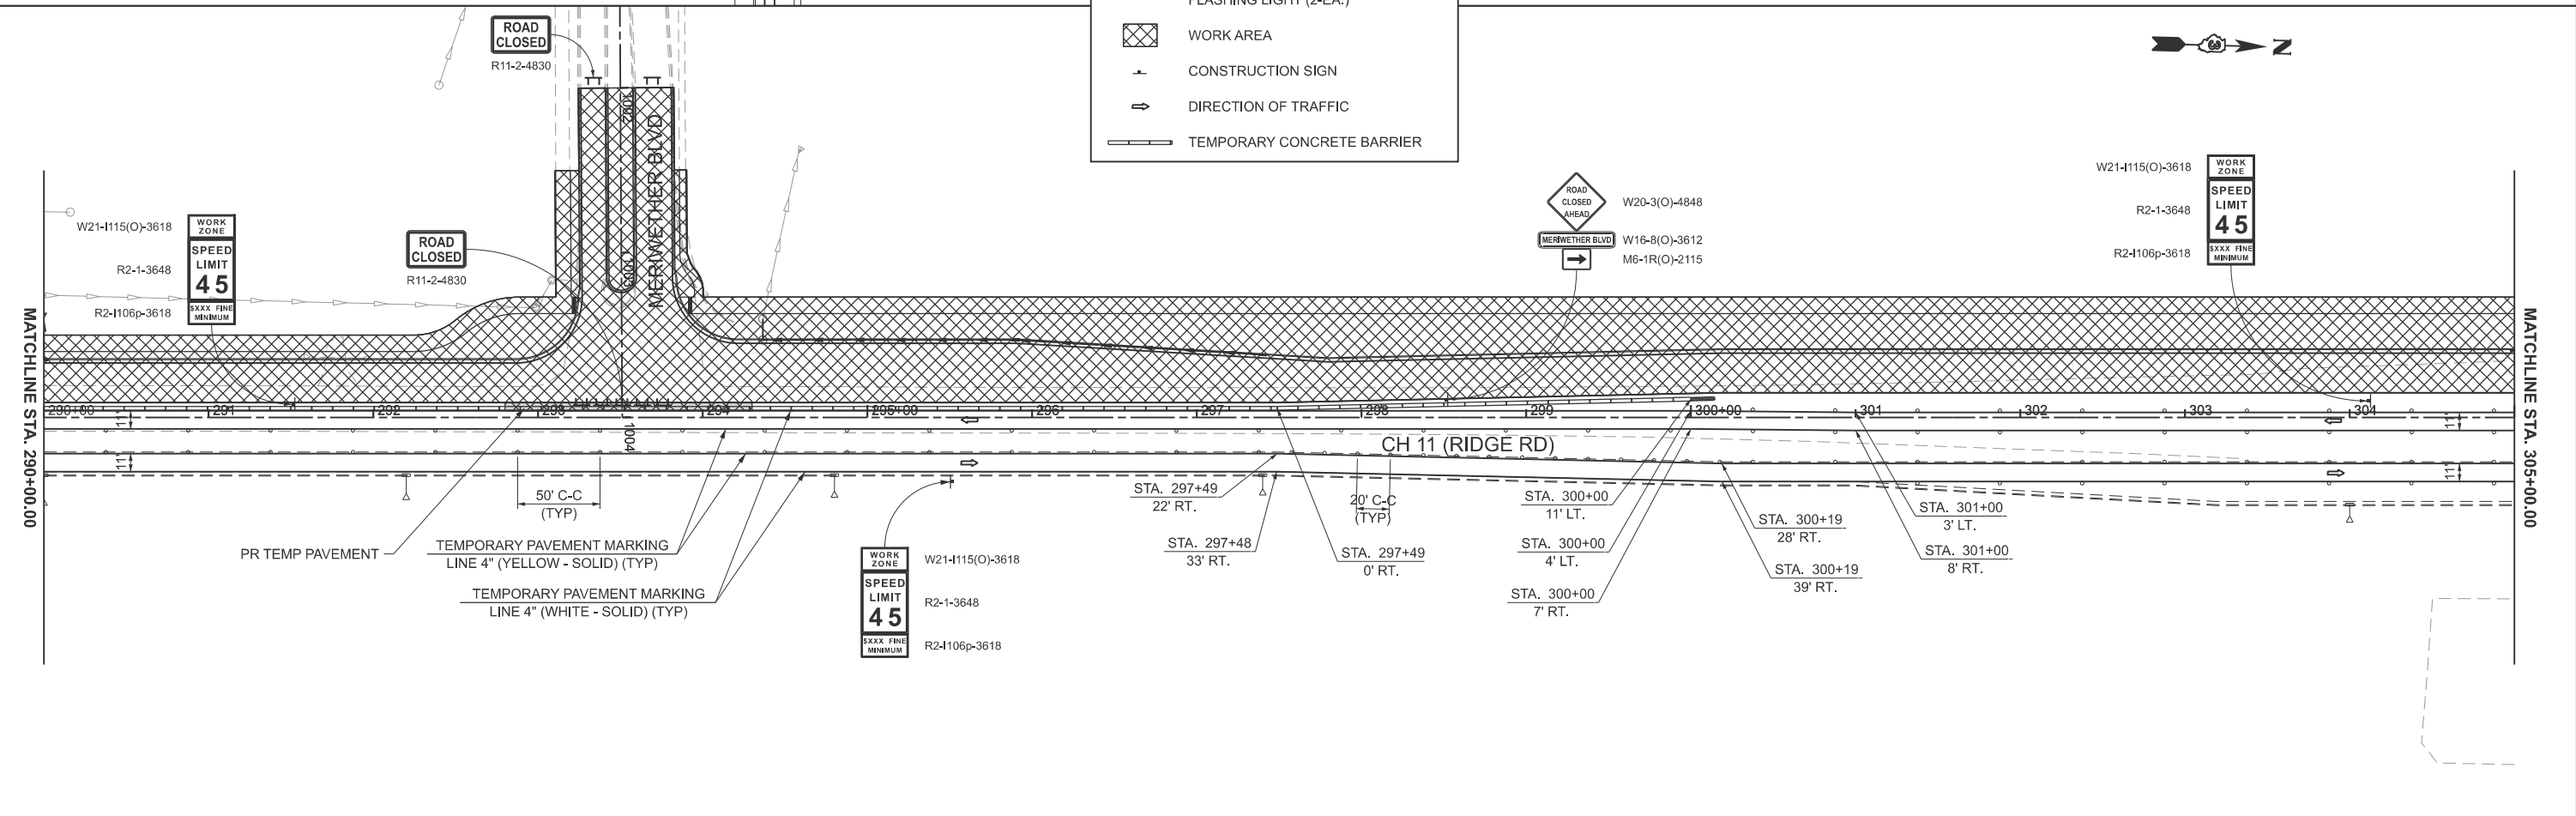 FLASHING LIGHT (2-EA.)
WORK AREA
CONSTRUCTION SIGN
DIRECTION OF TRAFFIC
TEMPORARY CONCRETE BARRIER
N
ROAD
CLOSED
R11-2-4830
1002
MERIWETHER BLVD
1003
1004
ROAD
CLOSED
R11-2-4830
W21-I115(O)-3618
R2-1-3648
R2-I106p-3618
WORK
ZONE
SPEED
LIMIT
45
$XXX FINE
MINIMUM
ROAD
CLOSED
AHEAD
W20-3(O)-4848
MERIWETHER BLVD
W16-8(O)-3612
M6-1R(O)-2115
W21-I115(O)-3618
R2-1-3648
R2-I106p-3618
WORK
ZONE
SPEED
LIMIT
45
$XXX FINE
MINIMUM
MATCHLINE STA. 290+00.00
MATCHLINE STA. 305+00.00
290+00
291
292
293
294
295+00
296
297
298
299
300+00
301
302
303
304
11'
11'
11'
11'
CH 11 (RIDGE RD)
50' C-C
(TYP)
20' C-C
(TYP)
PR TEMP PAVEMENT
TEMPORARY PAVEMENT MARKING
LINE 4" (YELLOW - SOLID) (TYP)
TEMPORARY PAVEMENT MARKING
LINE 4" (WHITE - SOLID) (TYP)
WORK
ZONE
SPEED
LIMIT
45
$XXX FINE
MINIMUM
W21-I115(O)-3618
R2-1-3648
R2-I106p-3618
STA. 297+49
22' RT.
STA. 297+48
33' RT.
STA. 297+49
0' RT.
STA. 300+00
11' LT.
STA. 300+00
4' LT.
STA. 300+00
7' RT.
STA. 300+19
28' RT.
STA. 300+19
39' RT.
STA. 301+00
3' LT.
STA. 301+00
8' RT.